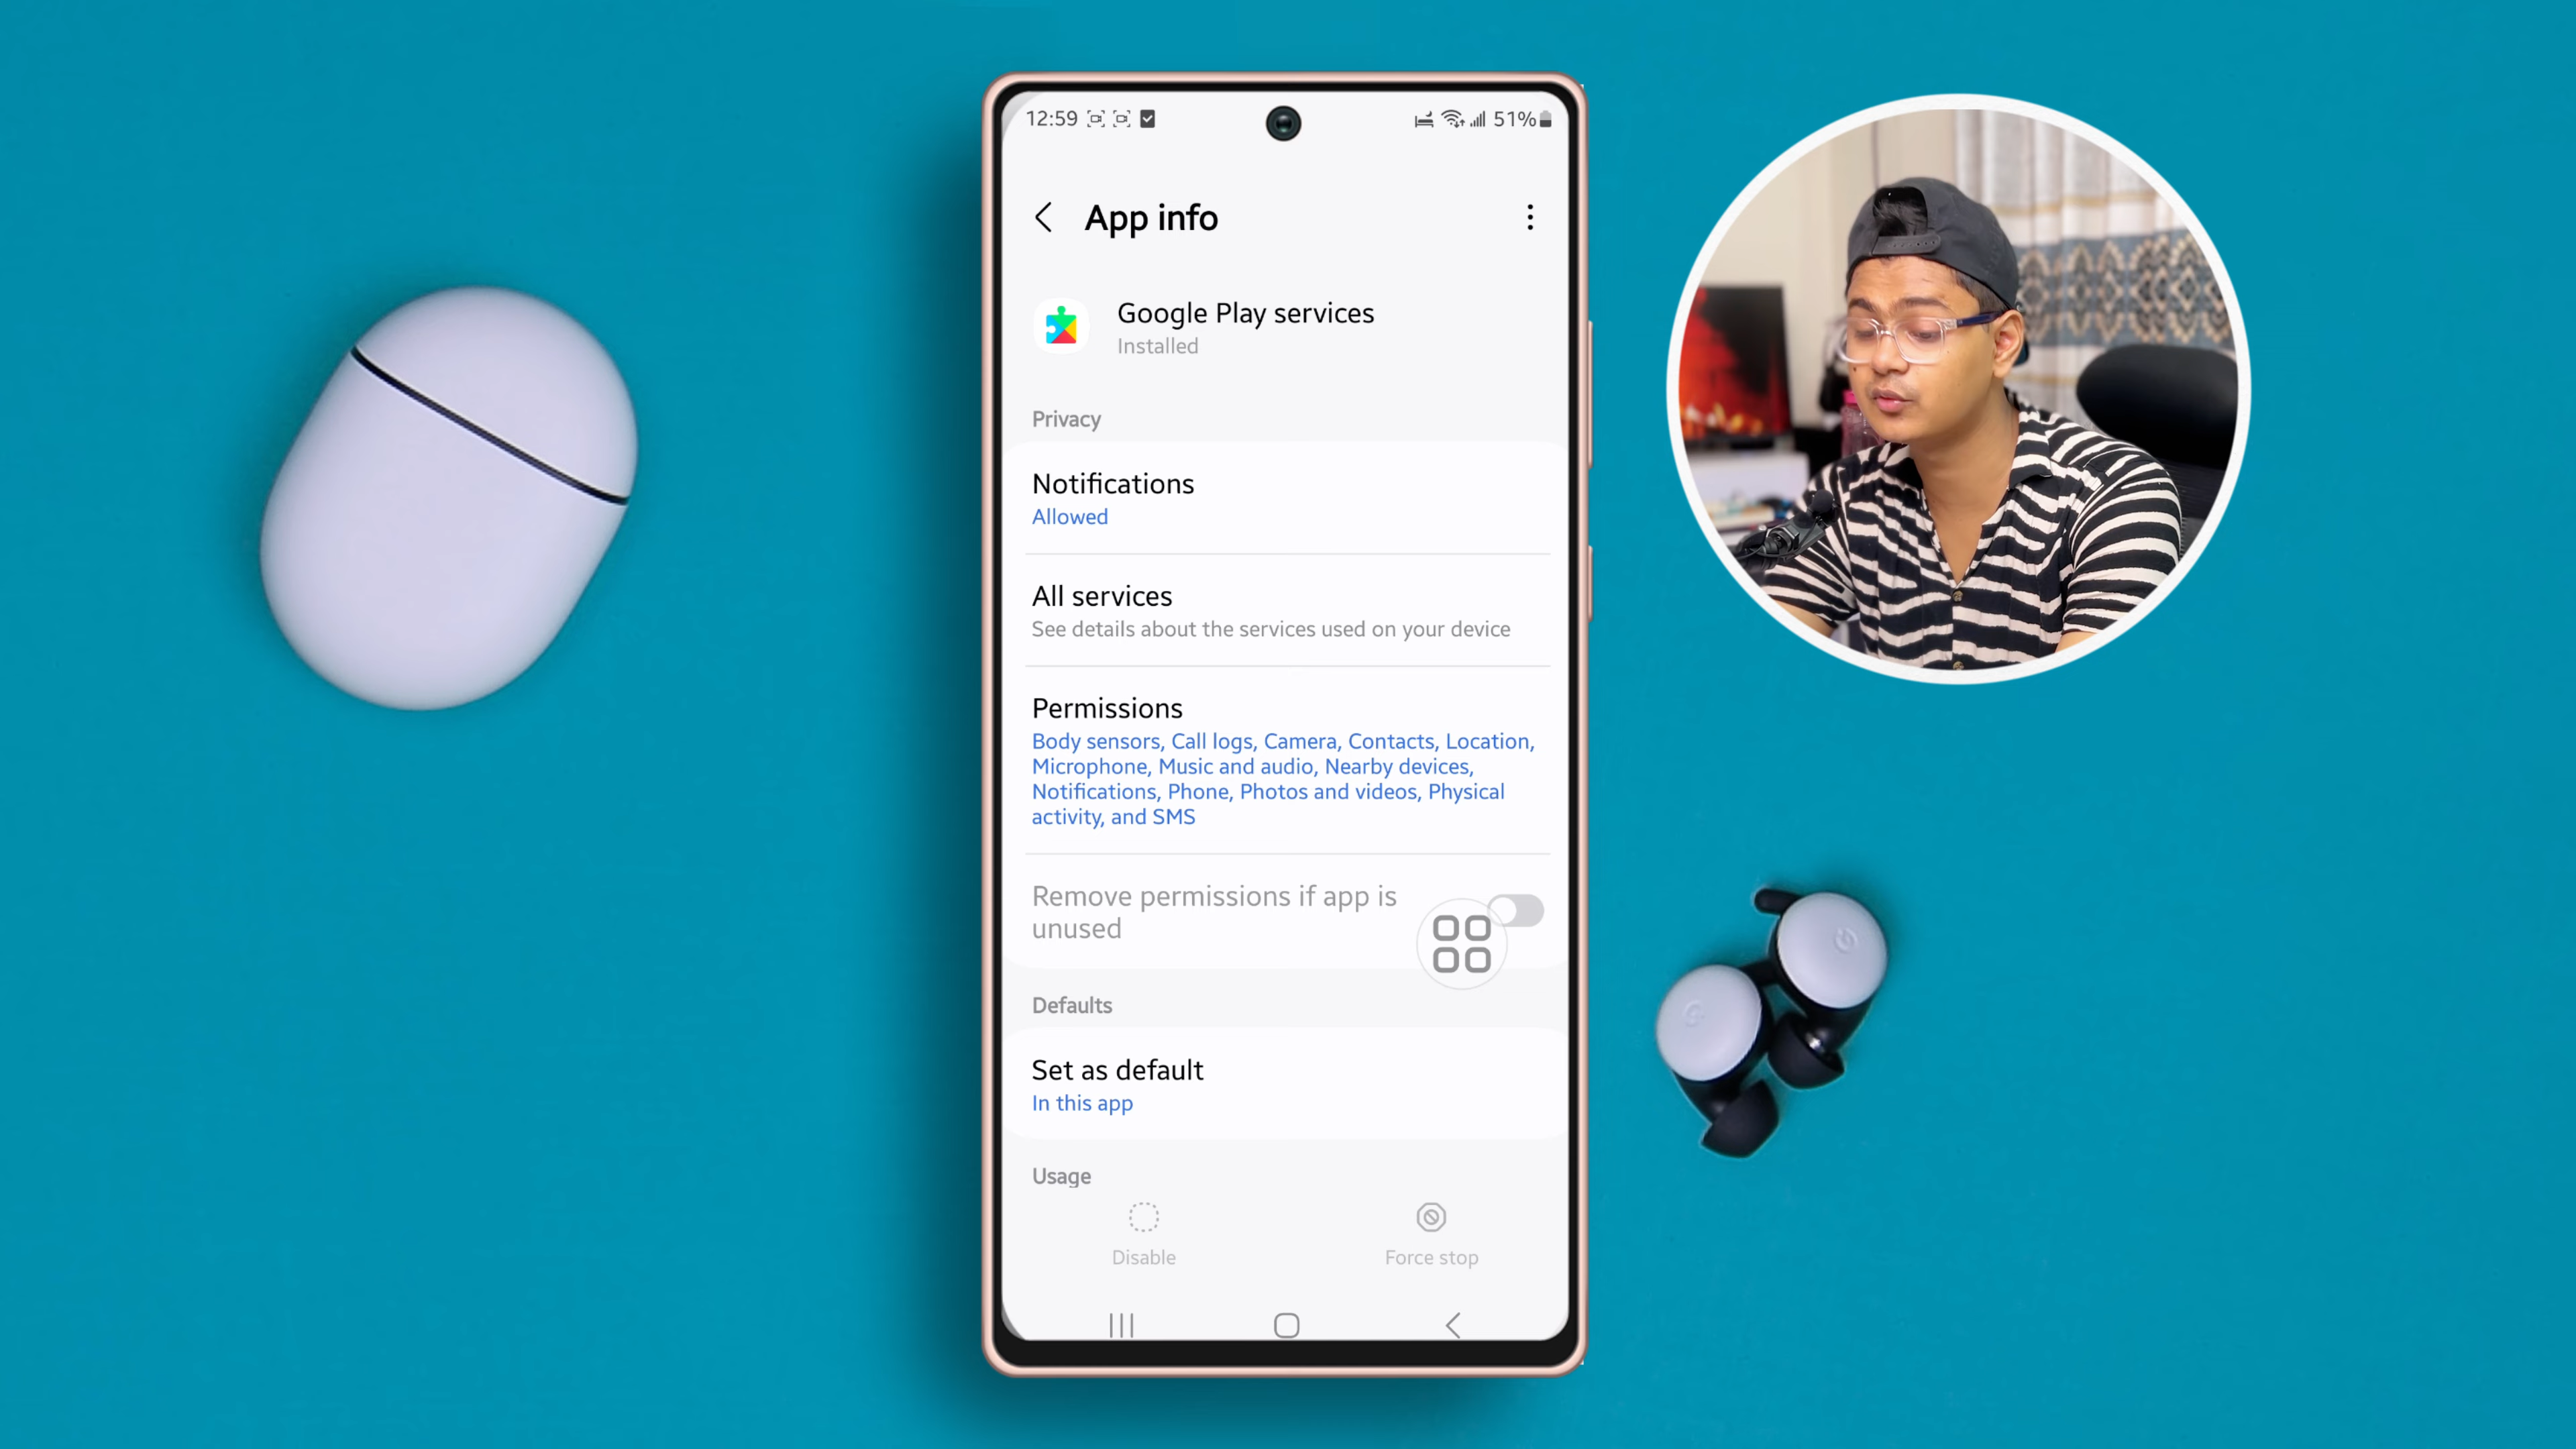 12:59
51%
App info
Google Play services
Installed
Privacy
Notifications
Allowed
All services
See details about the services used on your device
Permissions
Body sensors, Call logs, Camera, Contacts, Location,
Microphone, Music and audio, Nearby devices,
Notifications, Phone, Photos and videos, Physical
activity, and SMS
Remove permissions if app is
unused
Defaults
Set as default
In this app
Usage
Disable
Force stop